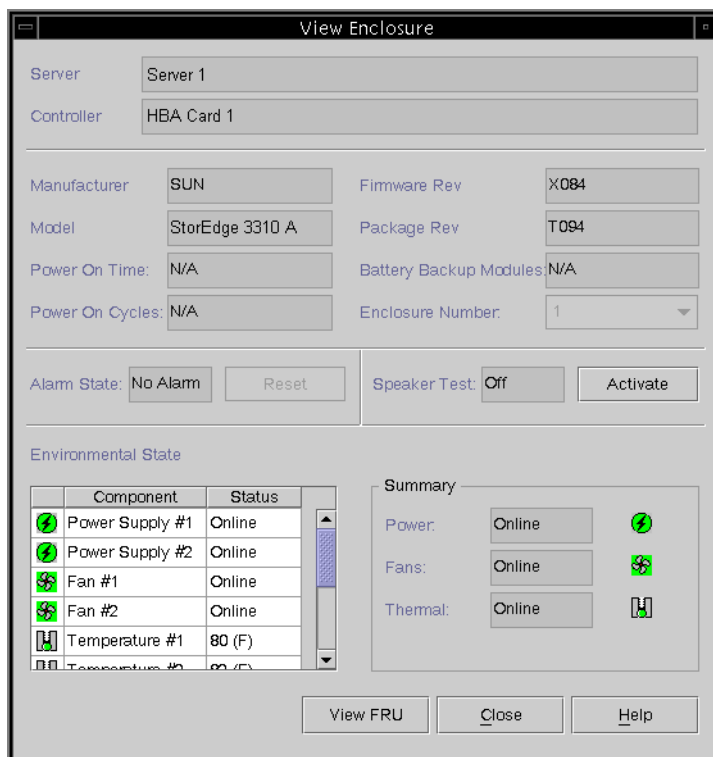 View Enclosure
Server Server 1
Controller HBA Card 1
Manufacturer SUN Firmware Rev X084
Model StorEdge 3310 A Package Rev T094
Power On Time: N/A Battery Backup Modules: N/A
Power On Cycles: N/A Enclosure Number: 1
Alarm State: No Alarm Reset Speaker Test: Off Activate
Environmental State
Component Status
Power Supply #1 Online
Power Supply #2 Online
Fan #1 Online
Fan #2 Online
Temperature #1 80 (F)
Temperature
Summary
Power: Online
Fans: Online
Thermal: Online
View FRU Close Help